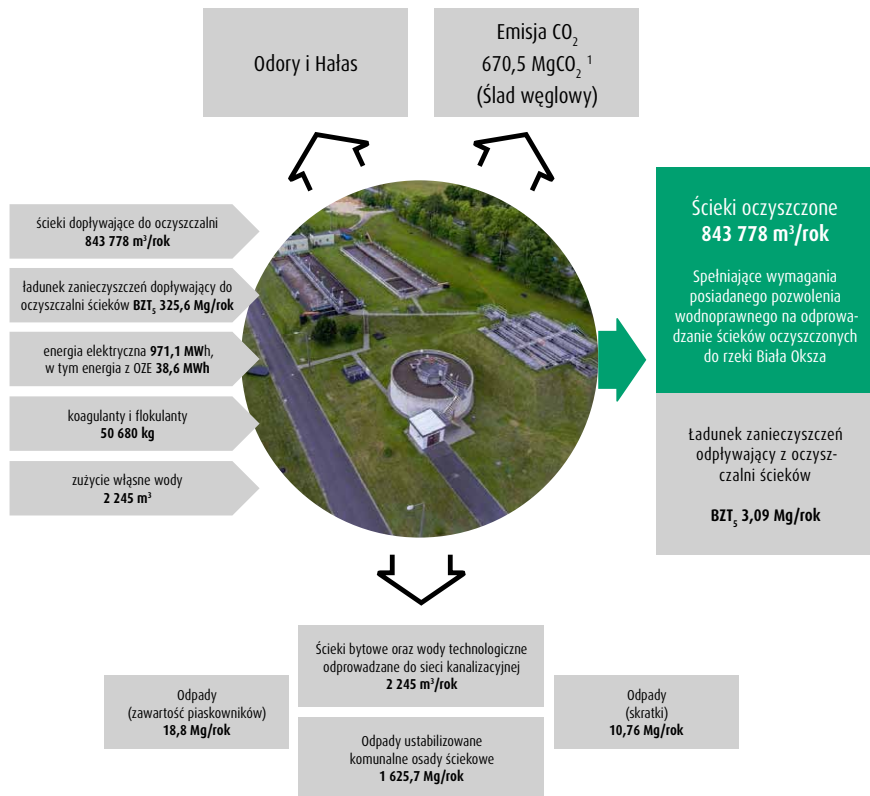 Odory i Hałas
Emisja CO₂
670,5 MgCO₂ ¹
(Ślad węglowy)
ścieki dopływające do oczyszczalni
843 778 m³/rok
ładunek zanieczyszczeń dopływający do
oczyszczalni ścieków BZT₅ 325,6 Mg/rok
energia elektryczna 971,1 MWh,
w tym energia z OZE 38,6 MWh
koagulanty i flokulanty
50 680 kg
zużycie własne wody
2 245 m³
Ścieki oczyszczone
843 778 m³/rok
Spełniające wymagania
posiadanego pozwolenia
wodnoprawnego na odprowa-
dzanie ścieków oczyszczonych
do rzeki Biała Oksza
Ładunek zanieczyszczeń
odpływający z oczysz-
czalni ścieków
BZT₅ 3,09 Mg/rok
Ścieki bytowe oraz wody technologiczne
odprowadzane do sieci kanalizacyjnej
2 245 m³/rok
Odpady
(zawartość piaskowników)
18,8 Mg/rok
Odpady
(skratki)
10,76 Mg/rok
Odpady ustabilizowane
komunalne osady ściekowe
1 625,7 Mg/rok